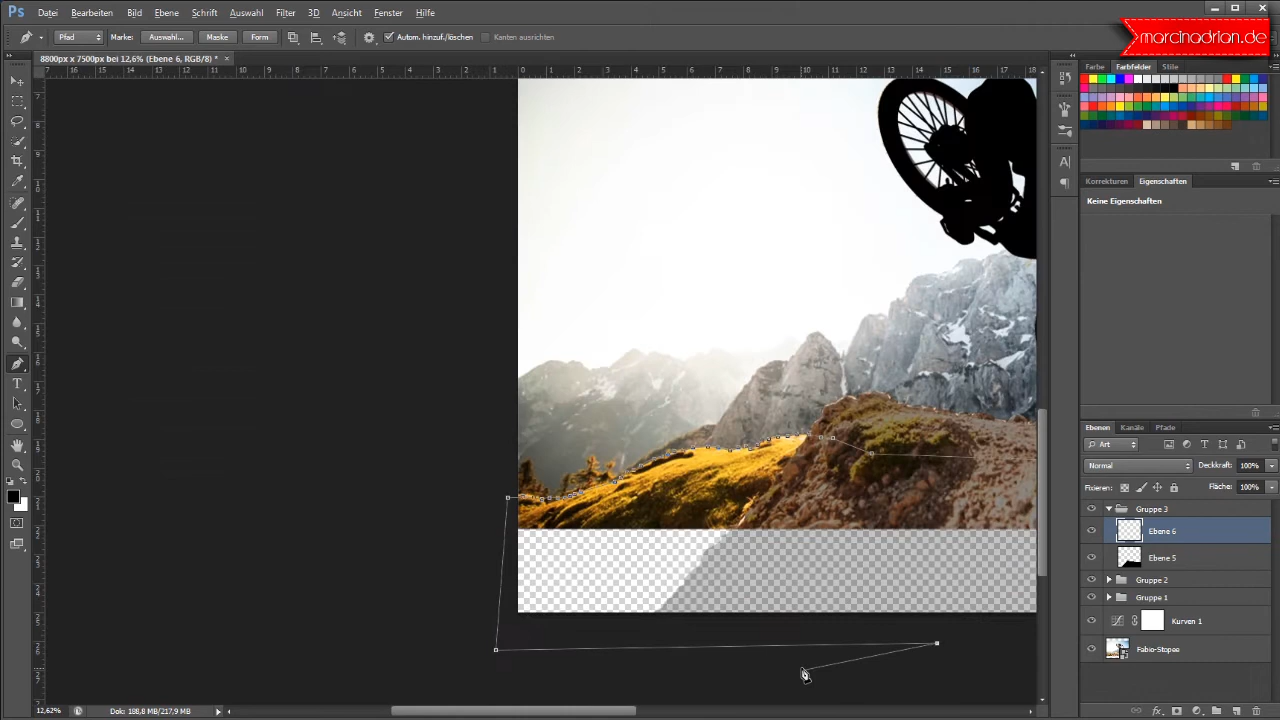 Ps Datei Bearbeiten Bild Ebene Schrift Auswahl Filter 3D Ansicht Fenster Hilfe
marcinadrian.de
Pfad Marke: Auswahl... Maske Form Autom. hinzuf./löschen Kanten ausrichten
8800px x 7500px bei 12,6% (Ebene 6, RGB/8) * ×
Farbe Farbfelder Stile
Korrekturen Eigenschaften
Keine Eigenschaften
Ebenen Kanäle Pfade
Art
Normal Deckkraft: 100%
Fixieren: Fläche: 100%
Gruppe 3
Ebene 6
Ebene 5
Gruppe 2
Gruppe 1
Kurven 1
Fabio-Stopee
12,62% Dok: 188,8 MB/217,9 MB